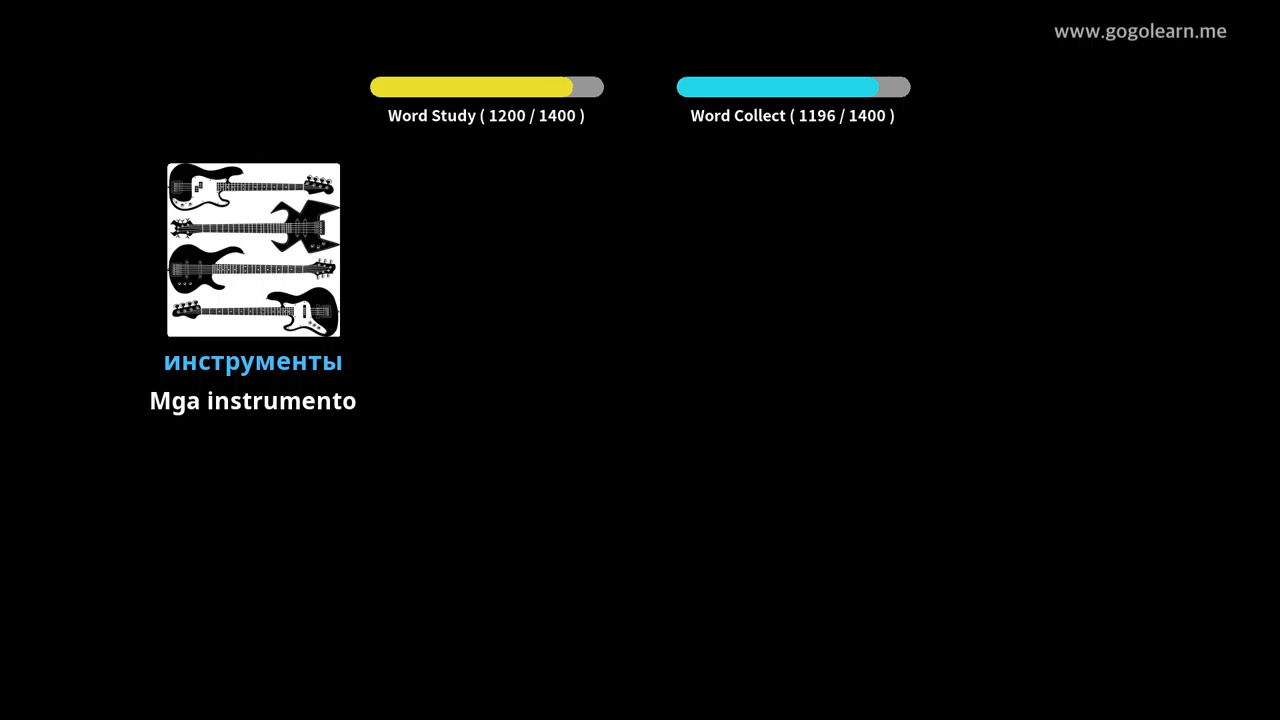 www.gogolearn.me
Word Study ( 1200 / 1400 )
Word Collect ( 1196 / 1400 )
инструменты
Mga instrumento